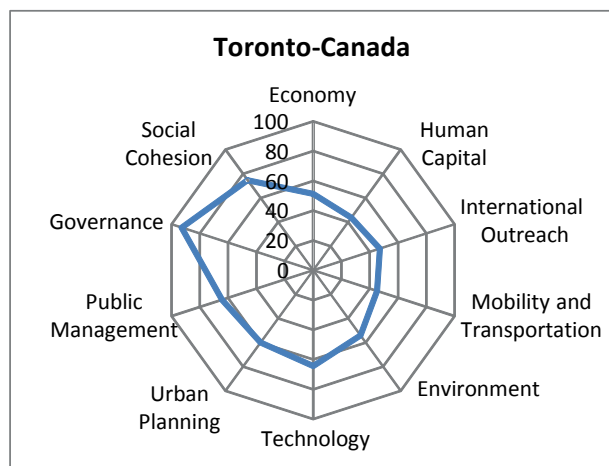 Toronto-Canada
Economy
Human
Capital
International
Outreach
Mobility and
Transportation
Environment
Technology
Urban
Planning
Public
Management
Governance
Social
Cohesion
100
80
60
40
20
0